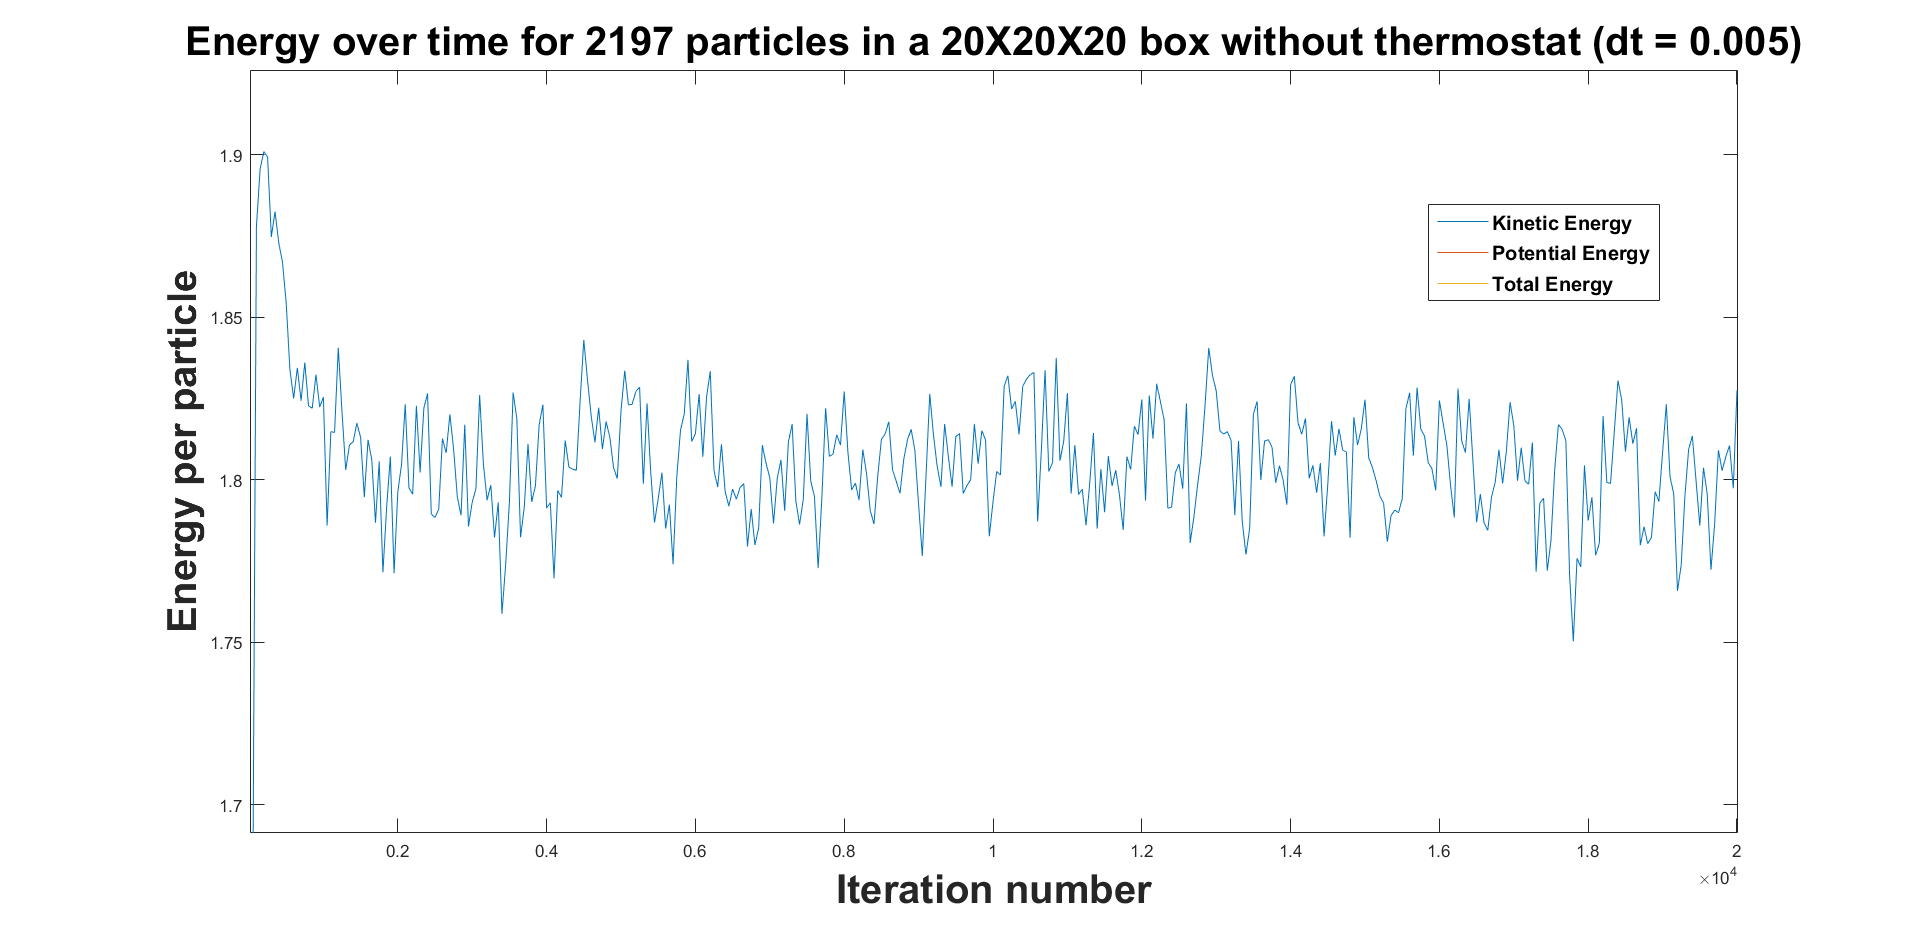 Energy over time for 2197 particles in a 20X20X20 box without thermostat (dt = 0.005)
Energy per particle
1.9
1.85
1.8
1.75
1.7
Kinetic Energy
Potential Energy
Total Energy
0.2 0.4 0.6 0.8 1 1.2 1.4 1.6 1.8 2
×10⁴
Iteration number